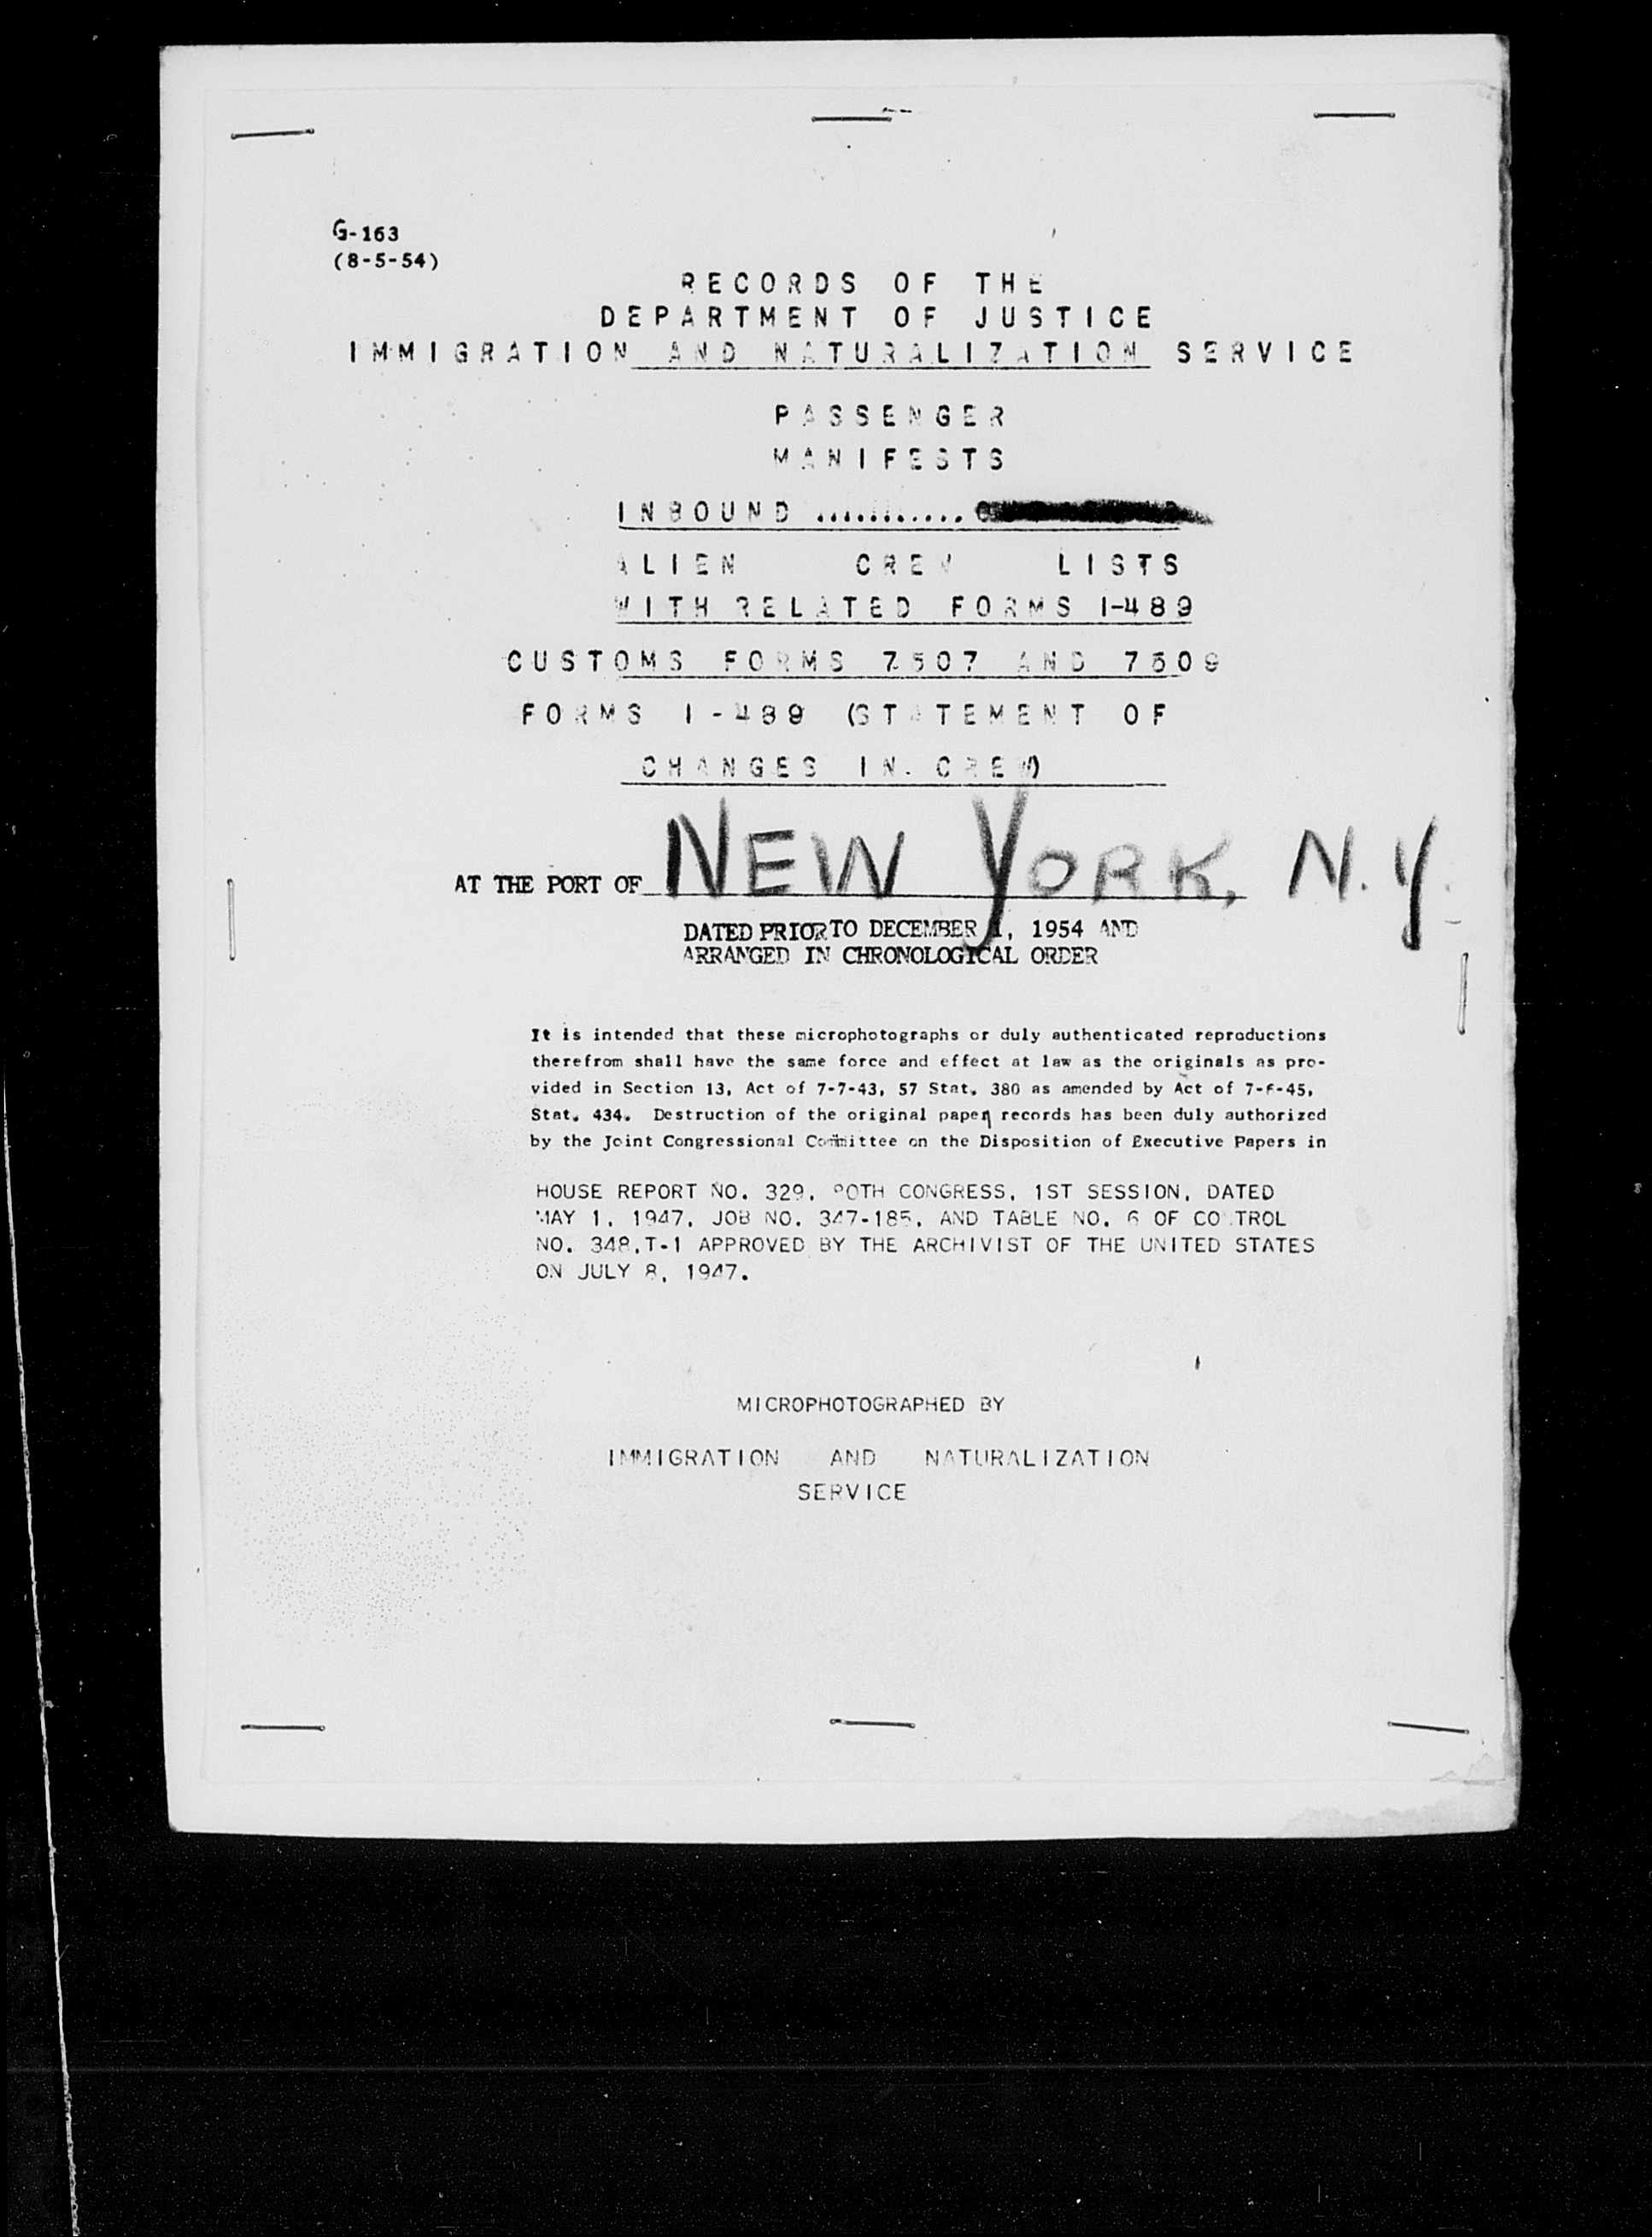 G-163
(8-5-54)
RECORDS OF THE
DEPARTMENT OF JUSTICE
IMMIGRATION AND NATURALIZATION SERVICE
PASSENGER
MANIFESTS
INBOUND ...........
ALIEN CREW LISTS
WITH RELATED FORMS I-489
CUSTOMS FORMS 7507 AND 7509
FORMS I-489 (STATEMENT OF
CHANGES IN. CREW)
AT THE PORT OF NEW YORK, N.Y.
DATED PRIOR TO DECEMBER 1, 1954 AND
ARRANGED IN CHRONOLOGICAL ORDER
It is intended that these microphotographs or duly authenticated reproductions
therefrom shall have the same force and effect at law as the originals as pro-
vided in Section 13, Act of 7-7-43, 57 Stat. 380 as amended by Act of 7-6-45,
Stat. 434. Destruction of the original paper records has been duly authorized
by the Joint Congressional Committee on the Disposition of Executive Papers in
HOUSE REPORT NO. 329, 80TH CONGRESS, 1ST SESSION, DATED
MAY 1, 1947, JOB NO. 347-185, AND TABLE NO. 6 OF CO TROL
NO. 348,T-1 APPROVED BY THE ARCHIVIST OF THE UNITED STATES
ON JULY 8, 1947.
MICROPHOTOGRAPHED BY
IMMIGRATION AND NATURALIZATION
SERVICE